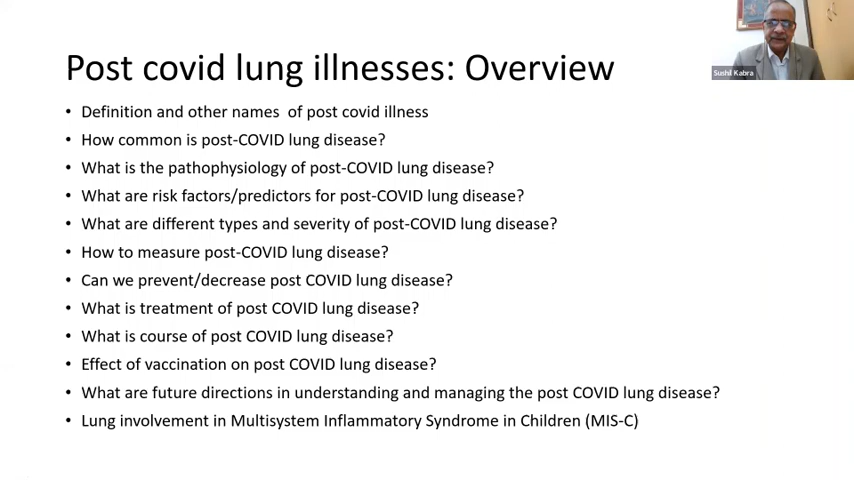 Post covid lung illnesses: Overview
Sushil Kabra
• Definition and other names of post covid illness
• How common is post-COVID lung disease?
• What is the pathophysiology of post-COVID lung disease?
• What are risk factors/predictors for post-COVID lung disease?
• What are different types and severity of post-COVID lung disease?
• How to measure post-COVID lung disease?
• Can we prevent/decrease post COVID lung disease?
• What is treatment of post COVID lung disease?
• What is course of post COVID lung disease?
• Effect of vaccination on post COVID lung disease?
• What are future directions in understanding and managing the post COVID lung disease?
• Lung involvement in Multisystem Inflammatory Syndrome in Children (MIS-C)